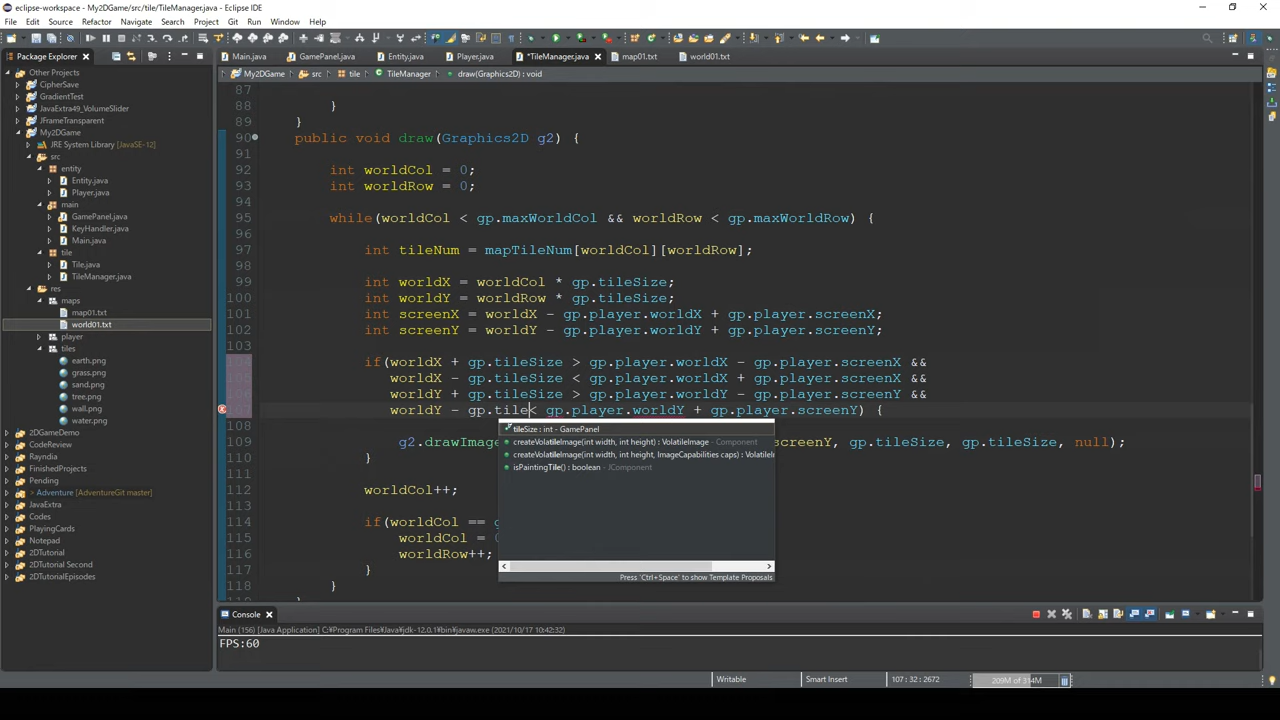 eclipse-workspace - My2DGame/src/tile/TileManager.java - Eclipse IDE
File Edit Source Refactor Navigate Search Project Git Run Window Help
Package Explorer
Main.java GamePanel.java Entity.java Player.java *TileManager.java map01.txt world01.txt
My2DGame src tile TileManager draw(Graphics2D) : void
Other Projects
CipherSave
GradientTest
JavaExtra49_VolumeSlider
JFrameTransparent
My2DGame
JRE System Library [JavaSE-12]
src
entity
Entity.java
Player.java
main
GamePanel.java
KeyHandler.java
Main.java
tile
Tile.java
TileManager.java
res
maps
map01.txt
world01.txt
player
tiles
earth.png
grass.png
sand.png
tree.png
wall.png
water.png
2DGameDemo
CodeReview
Rayndia
FinishedProjects
Pending
> Adventure [AdventureGit master]
JavaExtra
Codes
PlayingCards
Notepad
2DTutorial
2DTutorial Second
2DTutorialEpisodes
87
88 }
}
90 public void draw(Graphics2D g2) {
91
92 int worldCol = 0;
93 int worldRow = 0;
94
95 while(worldCol < gp.maxWorldCol && worldRow < gp.maxWorldRow) {
96
97 int tileNum = mapTileNum[worldCol][worldRow];
98
99 int worldX = worldCol * gp.tileSize;
100 int worldY = worldRow * gp.tileSize;
101 int screenX = worldX - gp.player.worldX + gp.player.screenX;
102 int screenY = worldY - gp.player.worldY + gp.player.screenY;
103
104 if(worldX + gp.tileSize > gp.player.worldX - gp.player.screenX &&
105 worldX - gp.tileSize < gp.player.worldX + gp.player.screenX &&
106 worldY + gp.tileSize > gp.player.worldY - gp.player.screenY &&
107 worldY - gp.tile< gp.player.worldY + gp.player.screenY) {
108
109 g2.drawImage screenY, gp.tileSize, gp.tileSize, null);
110 }
111
112 worldCol++;
113
114 if(worldCol == g
115 worldCol = 0
116 worldRow++;
117 }
118 }
tileSize : int - GamePanel
createVolatileImage(int width, int height) : VolatileImage - Component
createVolatileImage(int width, int height, ImageCapabilities caps) : VolatileIm
isPaintingTile() : boolean - JComponent
Press 'Ctrl+Space' to show Template Proposals
Console
Main (156) [Java Application] C:¥Program Files¥Java¥jdk-12.0.1¥bin¥javaw.exe (2021/10/17 10:42:32)
FPS:60
Writable Smart Insert 107 : 32 : 2672 209M of 314M